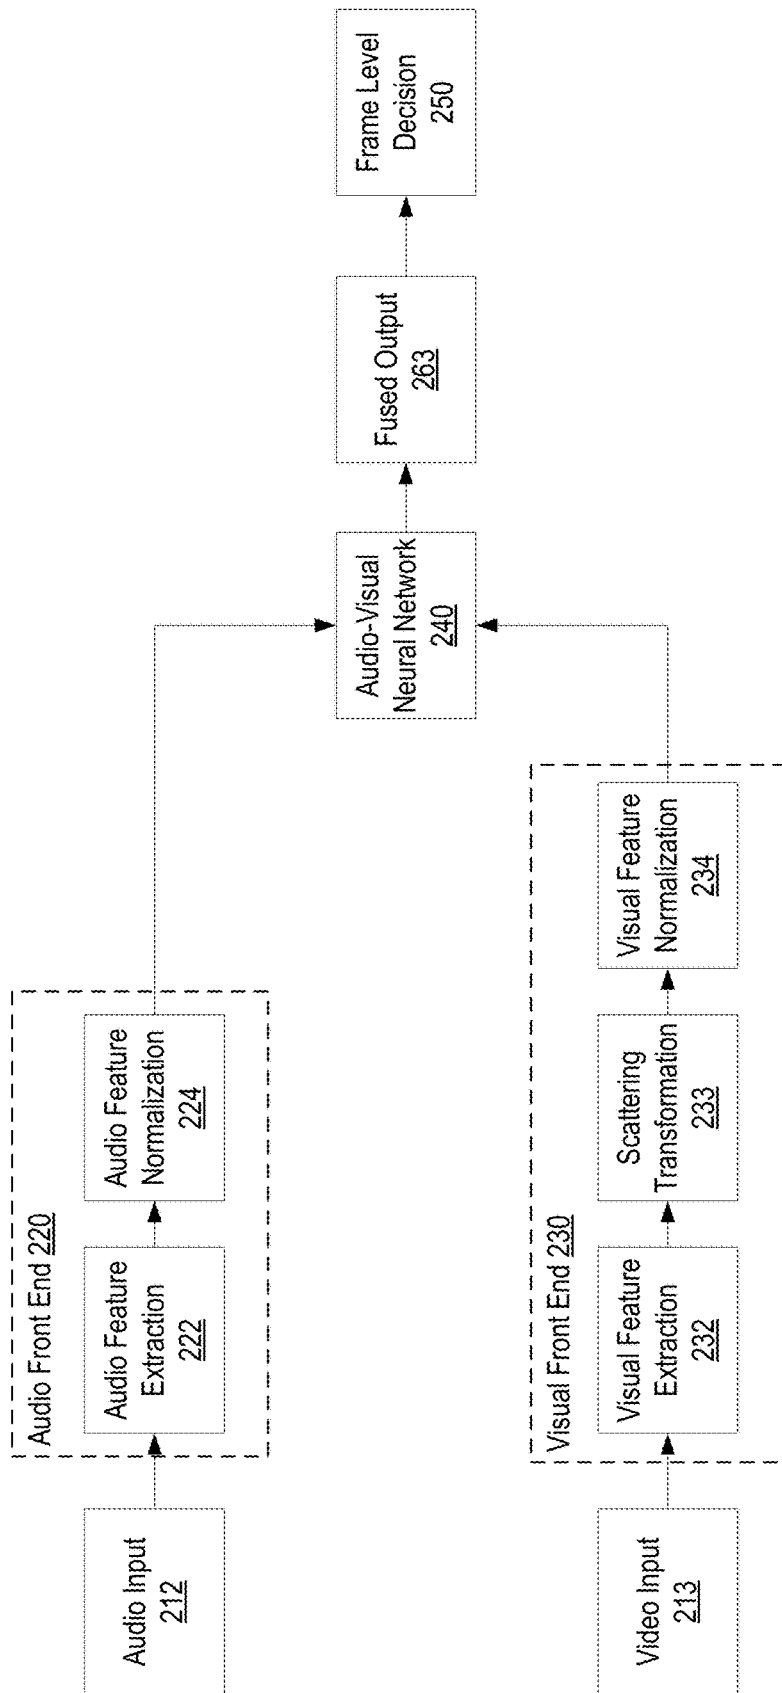 Audio Input
212
Audio Front End 220
Audio Feature
Extraction
222
Audio Feature
Normalization
224
Video Input
213
Visual Front End 230
Visual Feature
Extraction
232
Scattering
Transformation
233
Visual Feature
Normalization
234
Audio-Visual
Neural Network
240
Fused Output
263
Frame Level
Decision
250